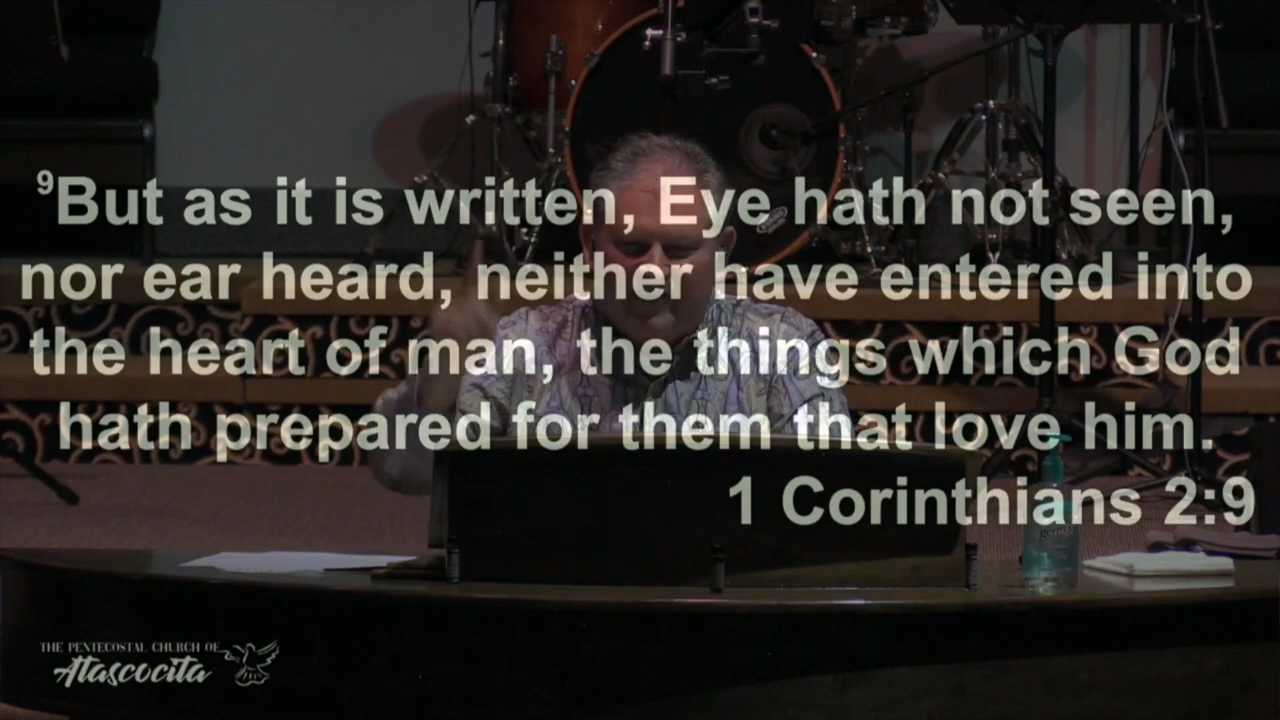 ⁹But as it is written, Eye hath not seen,
nor ear heard, neither have entered into
the heart of man, the things which God
hath prepared for them that love him.
1 Corinthians 2:9
THE PENTECOSTAL CHURCH OF
Atascocita